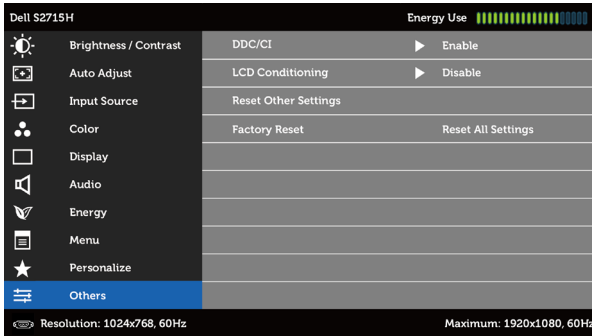 Dell S2715H Energy Use
Brightness / Contrast DDC/CI Enable
Auto Adjust LCD Conditioning Disable
Input Source Reset Other Settings
Color Factory Reset Reset All Settings
Display
Audio
Energy
Menu
Personalize
Others
Resolution: 1024x768, 60Hz Maximum: 1920x1080, 60Hz